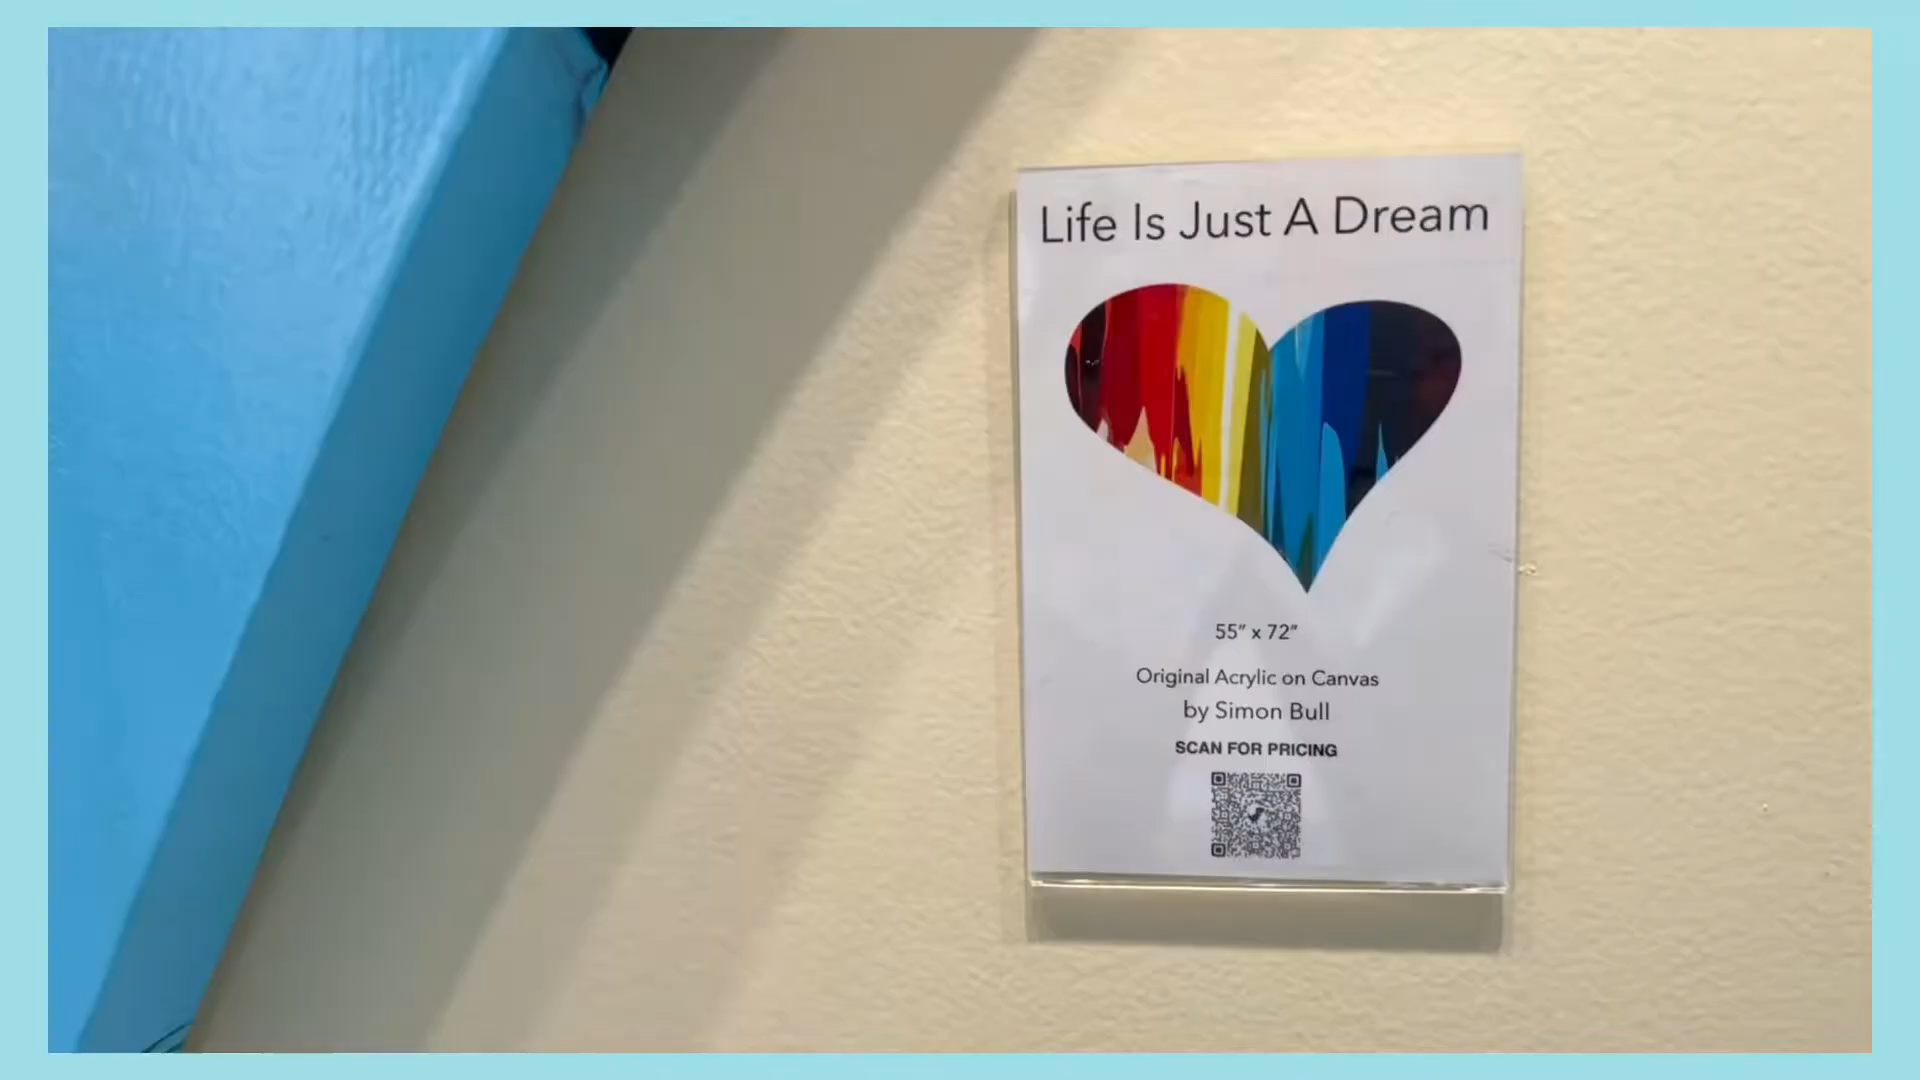 Life Is Just A Dream
55” x 72”
Original Acrylic on Canvas
by Simon Bull
SCAN FOR PRICING